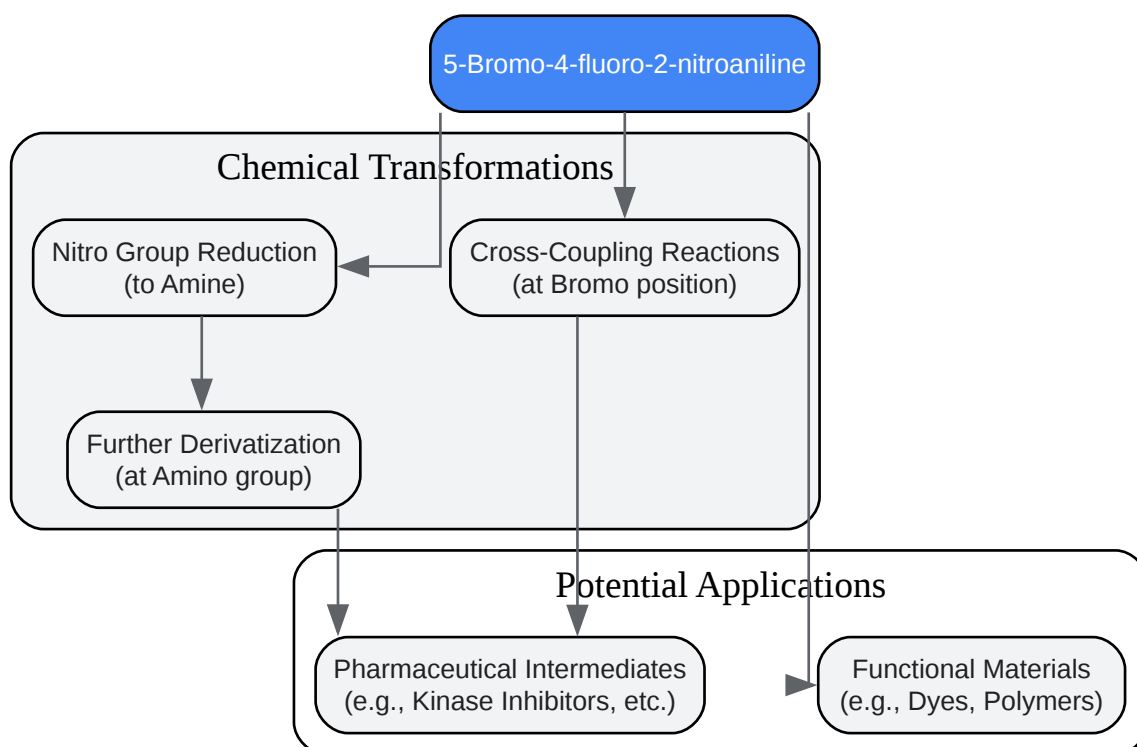 5-Bromo-4-fluoro-2-nitroaniline
Chemical Transformations
Nitro Group Reduction
(to Amine)
Cross-Coupling Reactions
(at Bromo position)
Further Derivatization
(at Amino group)
Potential Applications
Pharmaceutical Intermediates
(e.g., Kinase Inhibitors, etc.)
Functional Materials
(e.g., Dyes, Polymers)